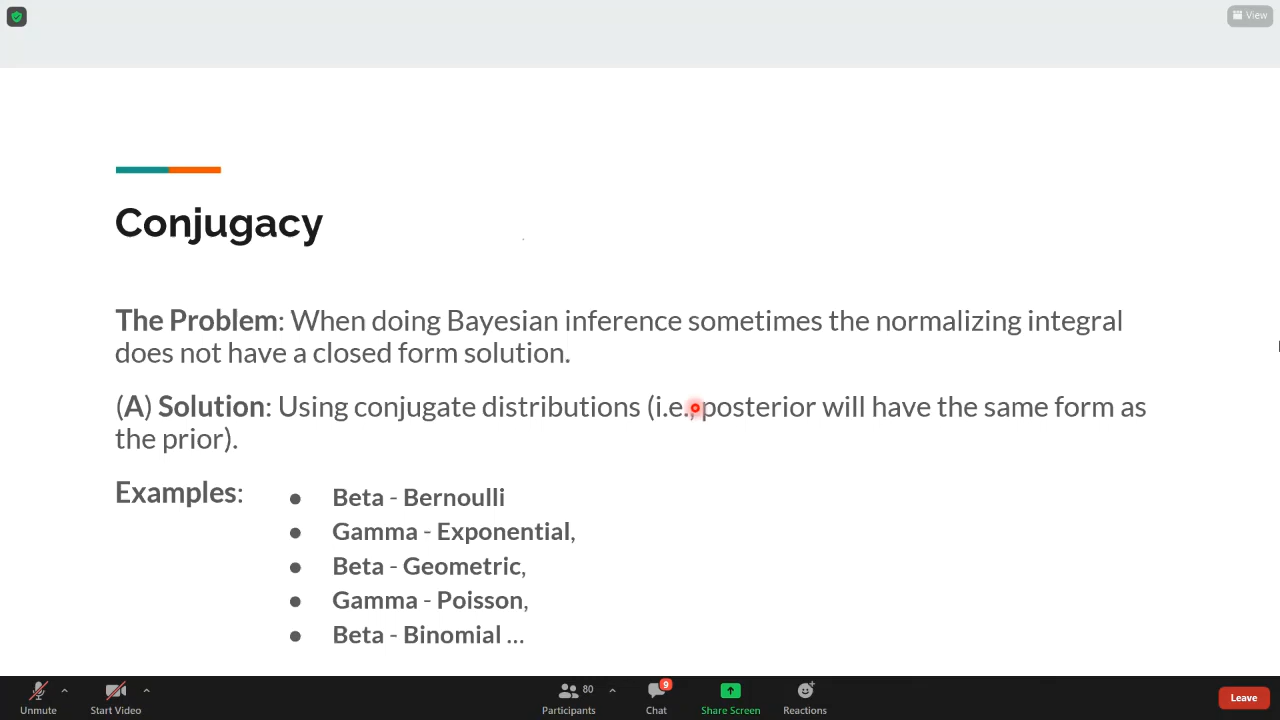 View
Conjugacy
The Problem: When doing Bayesian inference sometimes the normalizing integral
does not have a closed form solution.
(A) Solution: Using conjugate distributions (i.e., posterior will have the same form as
the prior).
Examples:
● Beta - Bernoulli
● Gamma - Exponential,
● Beta - Geometric,
● Gamma - Poisson,
● Beta - Binomial ...
80
9
Unmute
Start Video
Participants
Chat
Share Screen
Reactions
Leave